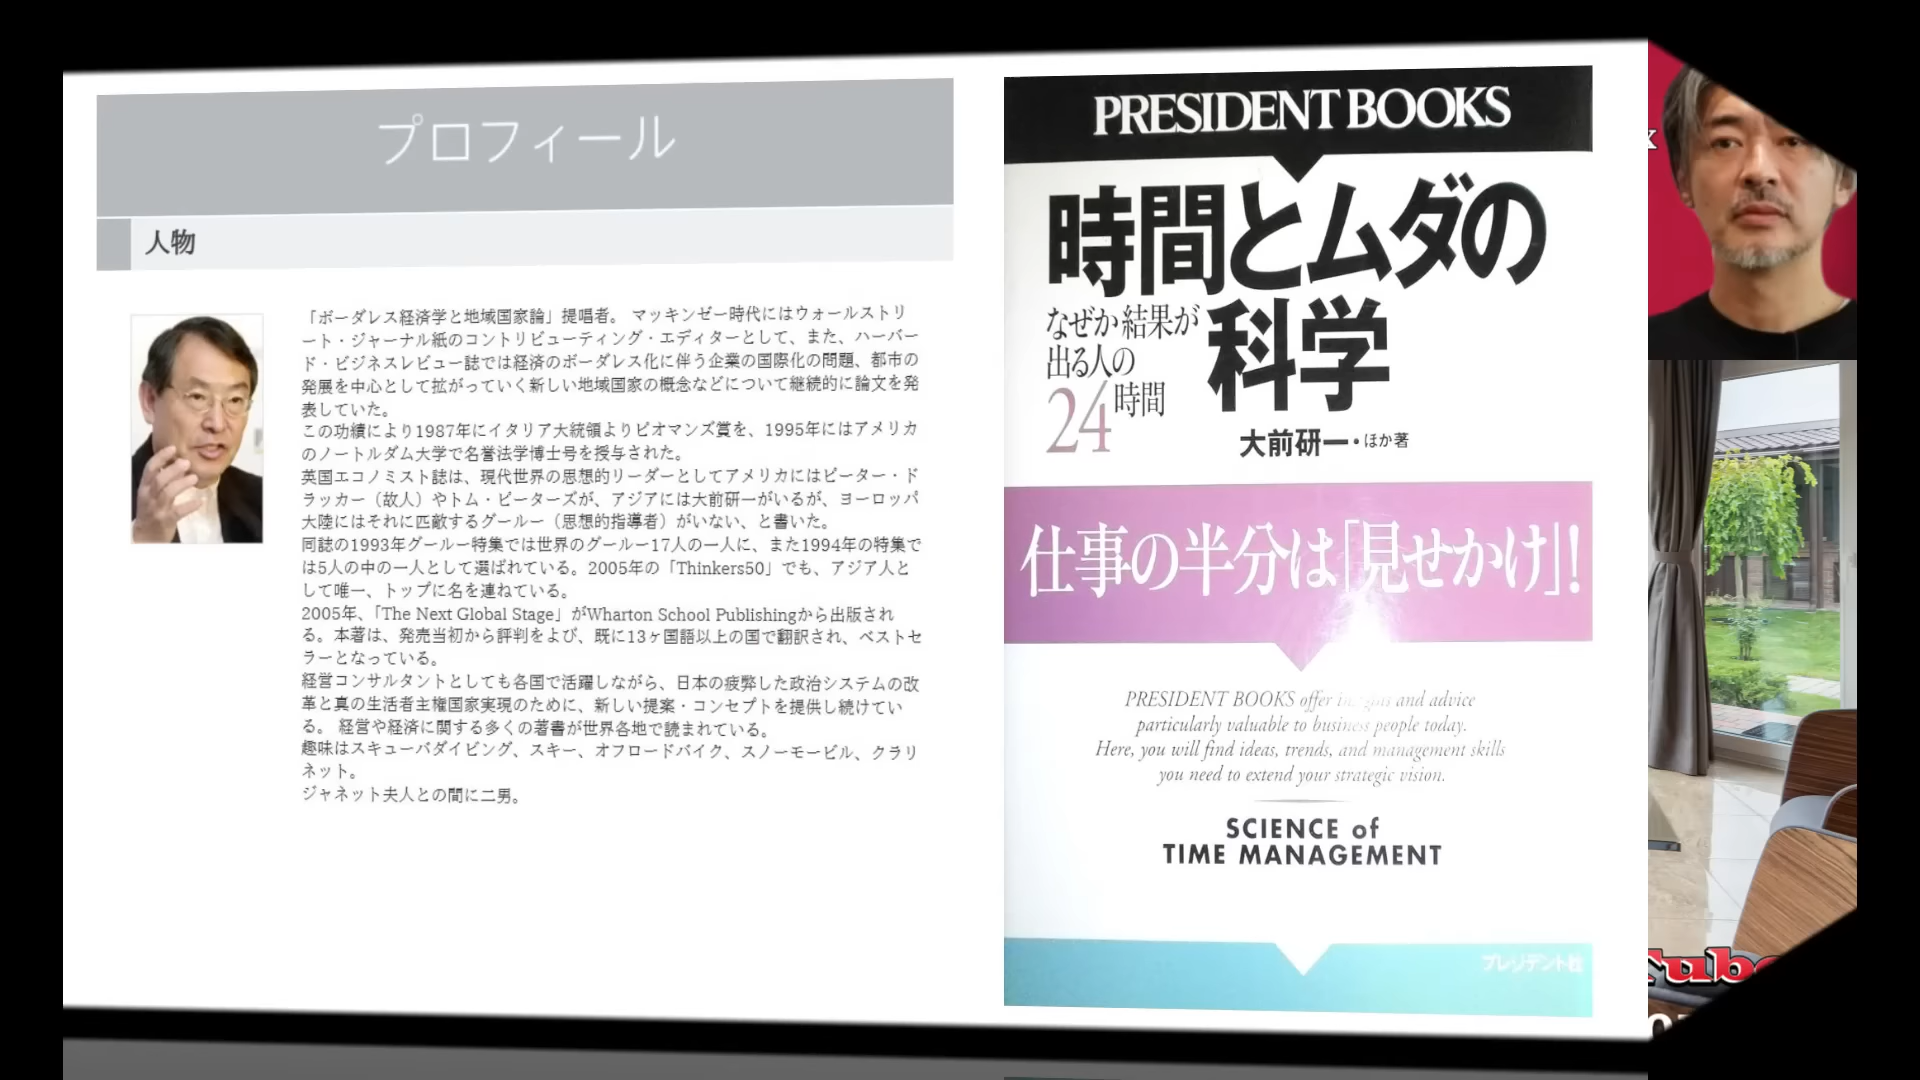 プロフィール
人物
「ボーダレス経済学と地域国家論」提唱者。 マッキンゼー時代にはウォールストリ
ート・ジャーナル紙のコントリビューティング・エディターとして、また、ハーバー
ド・ビジネスレビュー誌では経済のボーダレス化に伴う企業の国際化の問題、都市の
発展を中心として拡がっていく新しい地域国家の概念などについて継続的に論文を発
表していた。
この功績により1987年にイタリア大統領よりピオマンズ賞を、1995年にはアメリカ
のノートルダム大学で名誉法学博士号を授与された。
英国エコノミスト誌は、現代世界の思想的リーダーとしてアメリカにはピーター・ド
ラッカー（故人）やトム・ピーターズが、アジアには大前研一がいるが、ヨーロッパ
大陸にはそれに匹敵するグールー（思想的指導者）がいない、と書いた。
同誌の1993年グールー特集では世界のグールー17人の一人に、また1994年の特集で
は5人の中の一人として選ばれている。2005年の「Thinkers50」でも、アジア人と
して唯一、トップに名を連ねている。
2005年、「The Next Global Stage」がWharton School Publishingから出版され
る。本著は、発売当初から評判をよび、既に13ヶ国語以上の国で翻訳され、ベストセ
ラーとなっている。
経営コンサルタントとしても各国で活躍しながら、日本の疲弊した政治システムの改
革と真の生活者主権国家実現のために、新しい提案・コンセプトを提供し続けてい
る。 経営や経済に関する多くの著書が世界各地で読まれている。
趣味はスキューバダイビング、スキー、オフロードバイク、スノーモービル、クラリ
ネット。
ジャネット夫人との間に二男。
PRESIDENT BOOKS
時間とムダの
科学
なぜか結果が
出る人の
24時間
大前研一・ほか著
仕事の半分は「見せかけ」!
PRESIDENT BOOKS offer insights and advice
particularly valuable to business people today.
Here, you will find ideas, trends, and management skills
you need to extend your strategic vision.
SCIENCE of
TIME MANAGEMENT
プレジデント社
Tube